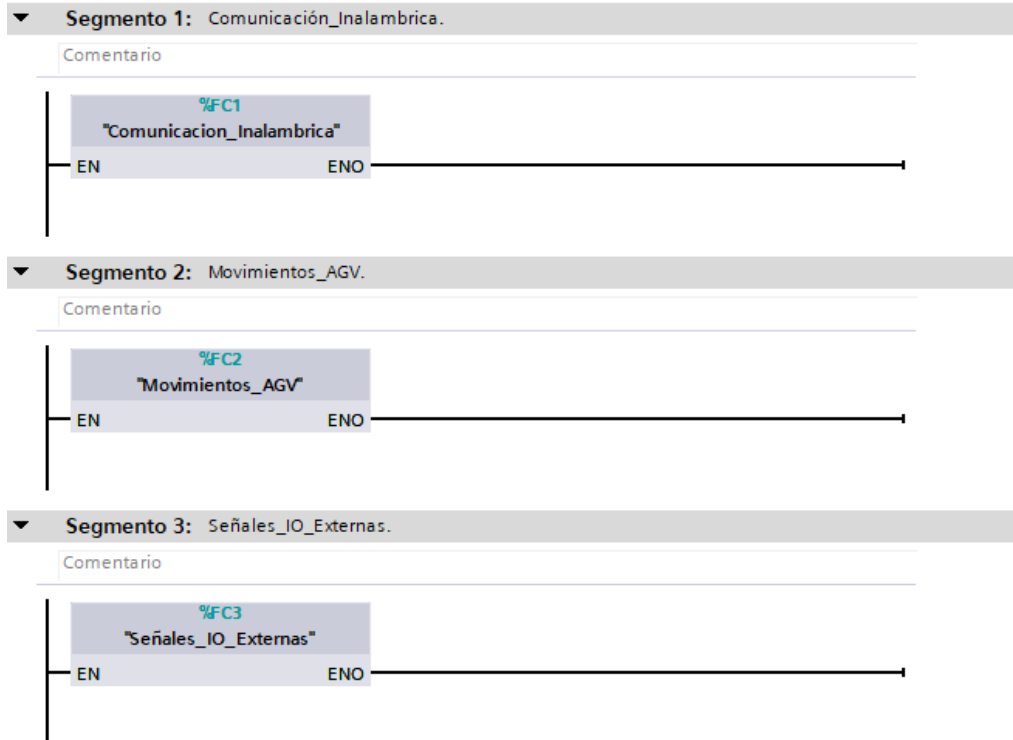 Segmento 1: Comunicación_Inalambrica.
Comentario
%FC1
"Comunicacion_Inalambrica"
EN ENO
Segmento 2: Movimientos_AGV.
Comentario
%FC2
"Movimientos_AGV"
EN ENO
Segmento 3: Señales_IO_Externas.
Comentario
%FC3
"Señales_IO_Externas"
EN ENO